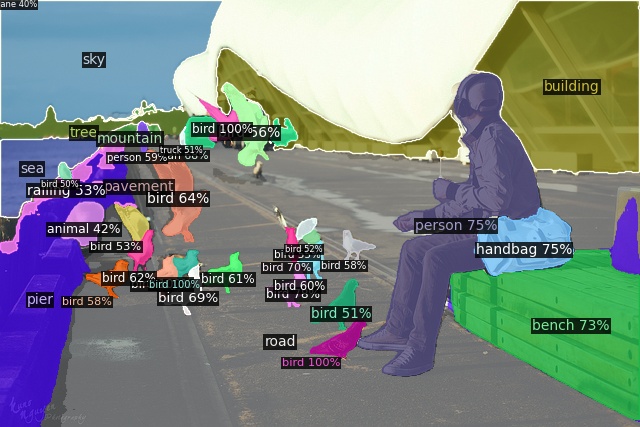 ane 40%
sky
building
tree
mountain
bird 100%
56%
truck 51%
person 59%
sea
bird 50%
railing 53%
pavement
bird 64%
animal 42%
person 75%
bird 53%
bird 52%
handbag 75%
bird 70%
bird 58%
bird 62%
bird 100%
bird 61%
bird 60%
bird 78%
pier
bird 58%
bird 69%
bird 51%
bench 73%
road
bird 100%